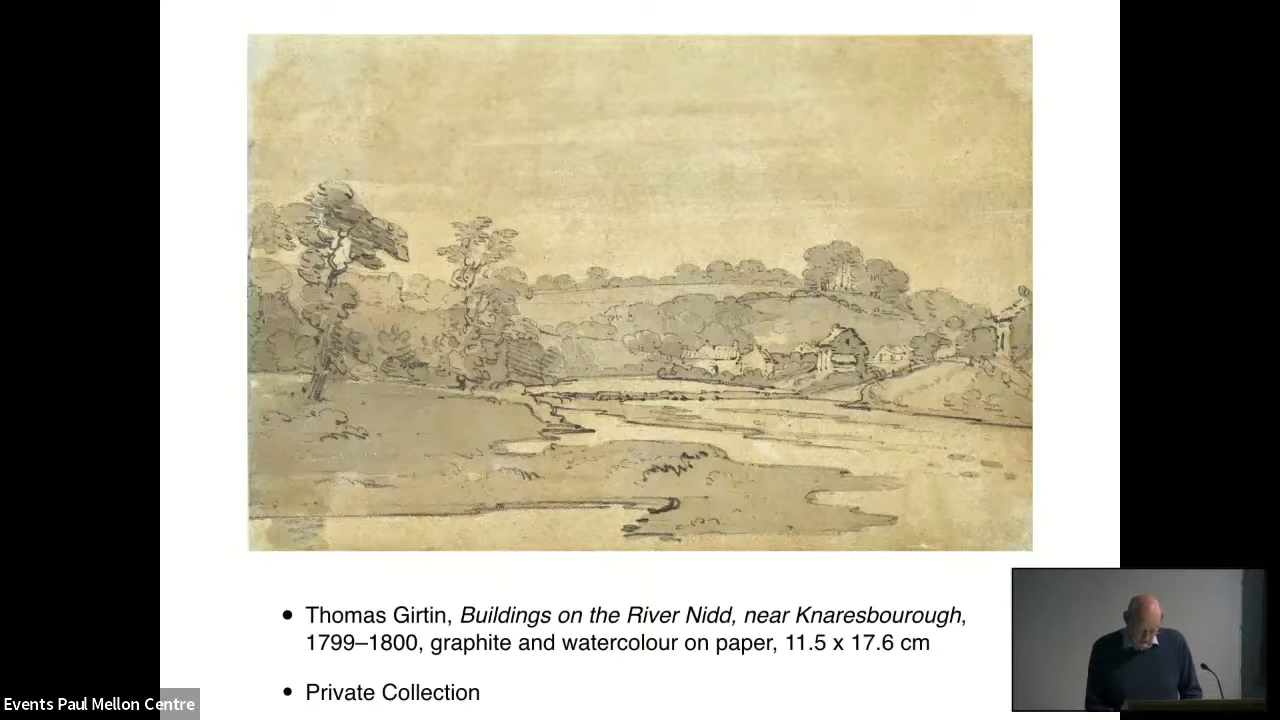 Thomas Girtin, Buildings on the River Nidd, near Knaresbourough,
1799–1800, graphite and watercolour on paper, 11.5 x 17.6 cm
Private Collection
Events Paul Mellon Centre